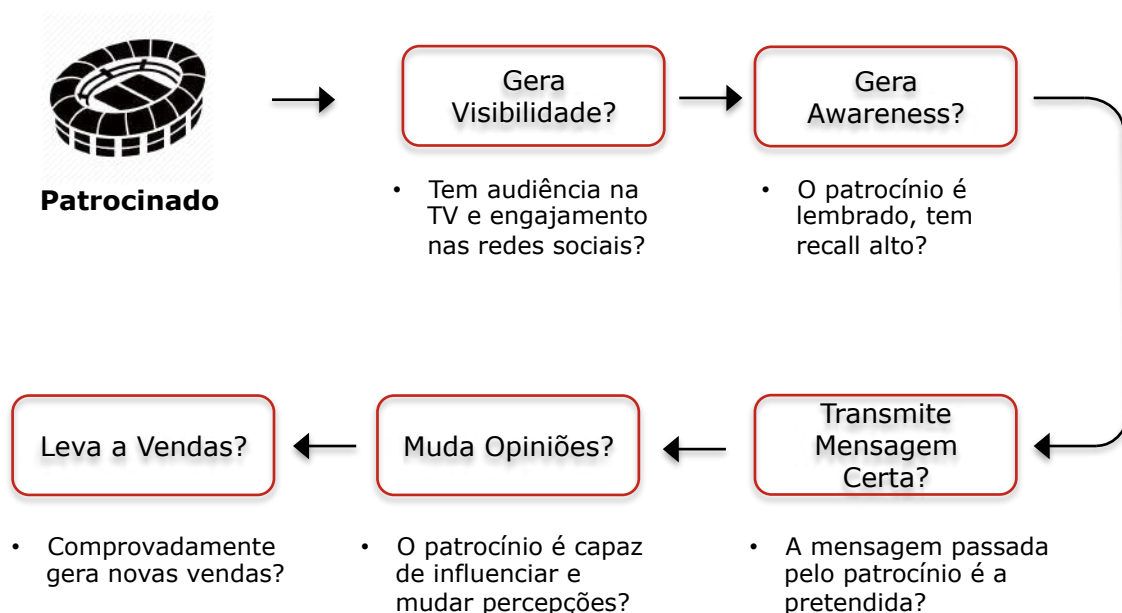 Patrocinado
Gera
Visibilidade?
• Tem audiência na
TV e engajamento
nas redes sociais?
Gera
Awareness?
• O patrocínio é
lembrado, tem
recall alto?
Transmite
Mensagem
Certa?
• A mensagem passada
pelo patrocínio é a
pretendida?
Muda Opiniões?
• O patrocínio é capaz
de influenciar e
mudar percepções?
Leva a Vendas?
• Comprovadamente
gera novas vendas?